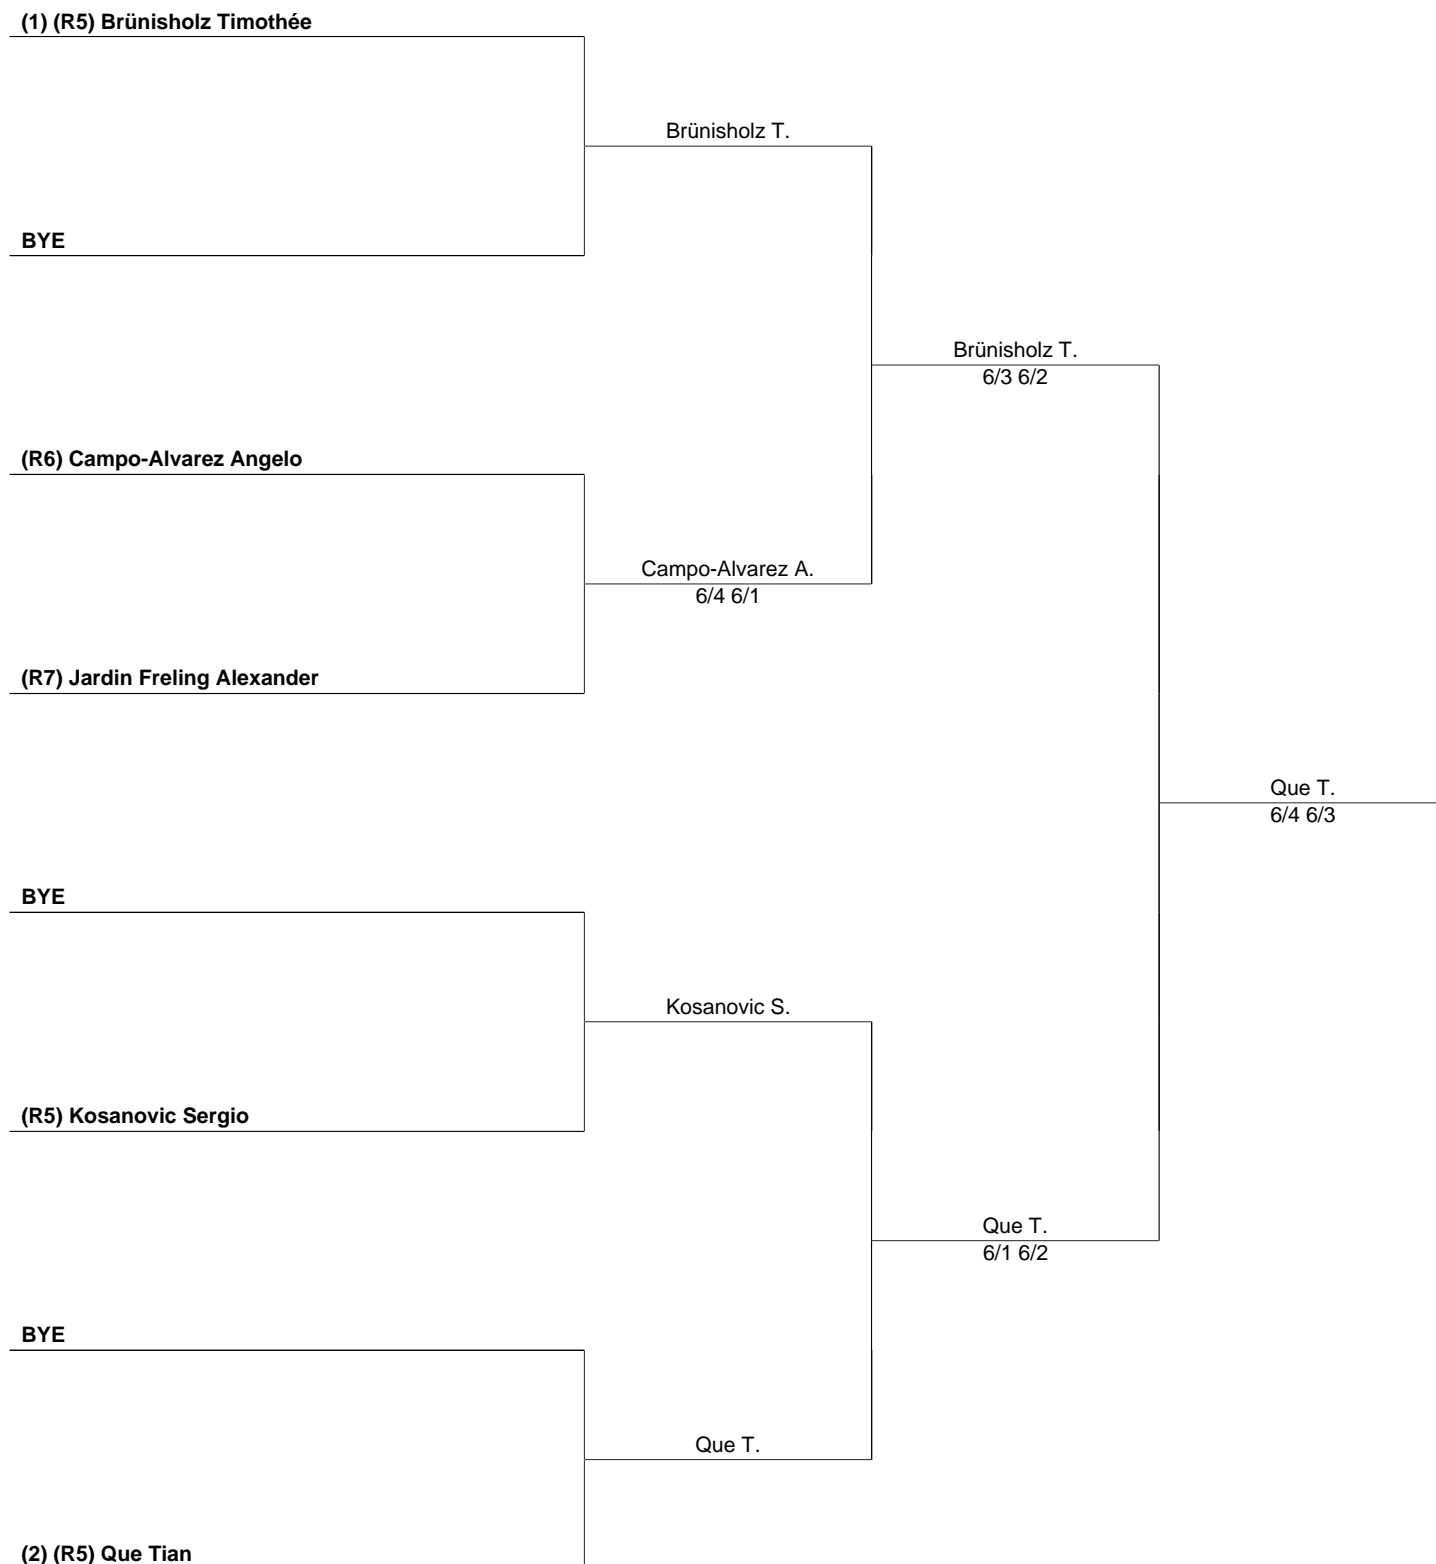 (1) (R5) Brünisholz Timothée
Brünisholz T.
BYE
Brünisholz T.
6/3 6/2
(R6) Campo-Alvarez Angelo
Campo-Alvarez A.
6/4 6/1
(R7) Jardin Freling Alexander
Que T.
6/4 6/3
BYE
Kosanovic S.
(R5) Kosanovic Sergio
Que T.
6/1 6/2
BYE
Que T.
(2) (R5) Que Tian